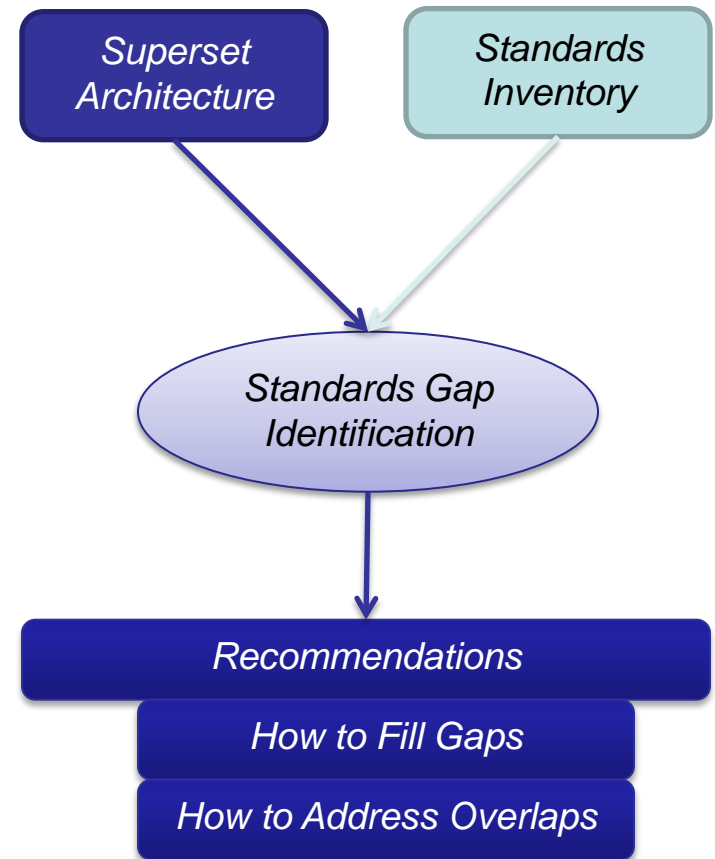 Superset
Architecture
Standards
Inventory
Standards Gap
Identification
Recommendations
How to Fill Gaps
How to Address Overlaps